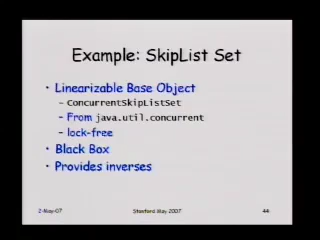 Example: SkipList Set
• Linearizable Base Object
– ConcurrentSkipListSet
– From java.util.concurrent
– lock-free
• Black Box
• Provides inverses
2-May-07 Stanford May 2007 44